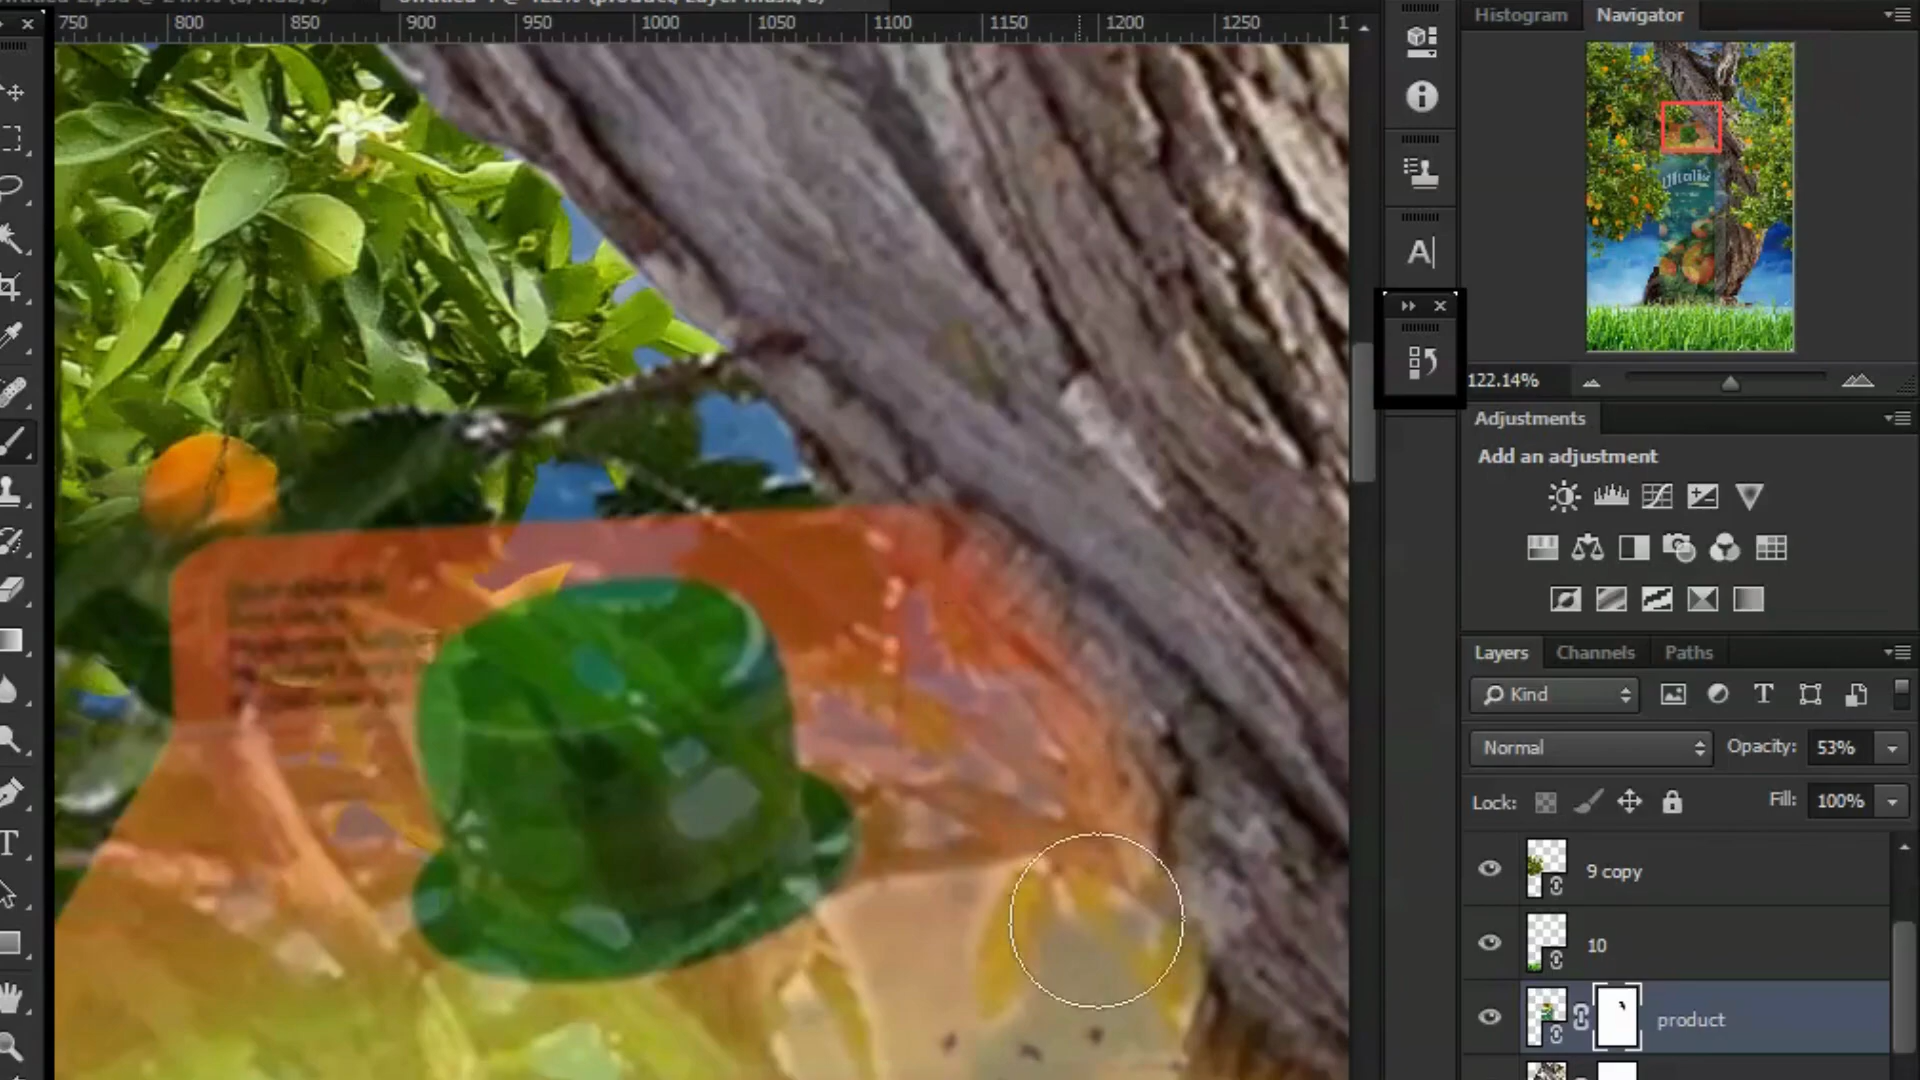 750 800 850 900 950 1000 1050 1100 1150 1200 1250
Histogram Navigator
122.14%
Adjustments
Add an adjustment
Layers Channels Paths
Kind
Normal Opacity: 53%
Lock: Fill: 100%
9 copy
10
product